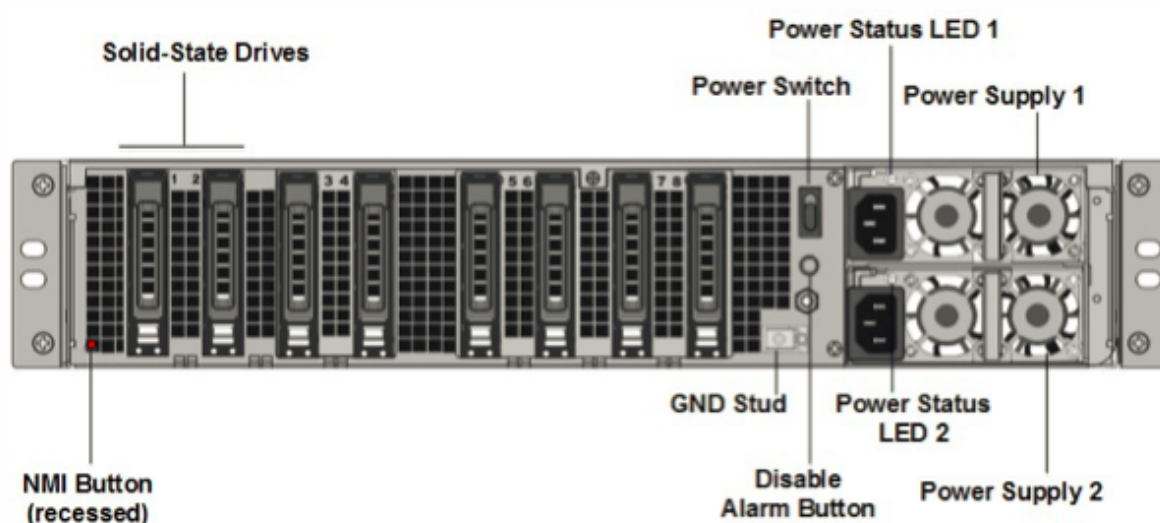 Power Status LED 1
Solid-State Drives
Power Switch
Power Supply 1
1 2 3 4 5 6 7 8
GND Stud
Power Status
LED 2
NMI Button
(recessed)
Disable
Alarm Button
Power Supply 2